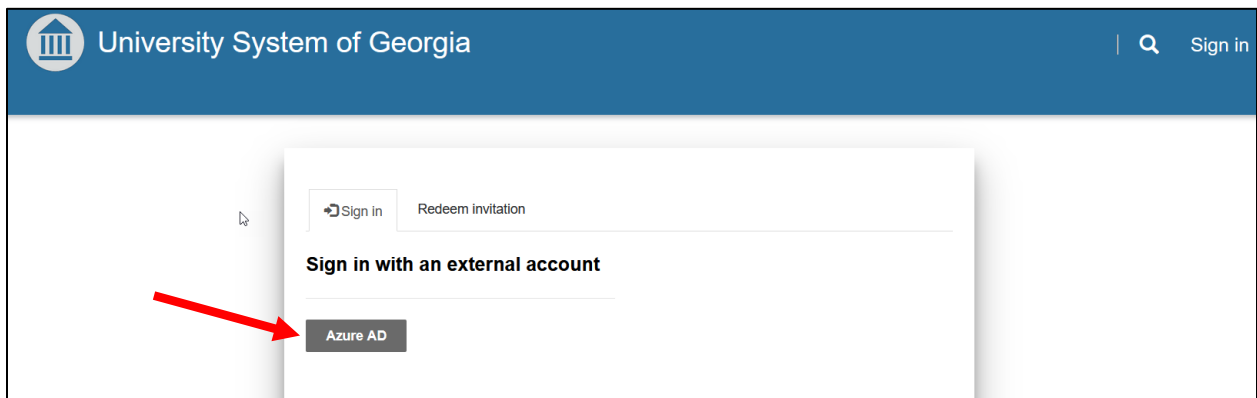 University System of Georgia
Sign in
Sign in
Redeem invitation
Sign in with an external account
Azure AD